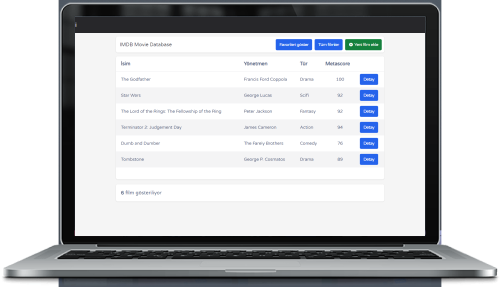 IMDB Movie Database Favorileri göster Tüm filmler Yeni film ekle
İsim Yönetmen Tür Metascore
The Godfather Francis Ford Coppola Drama 100 Detay
Star Wars George Lucas Scifi 92 Detay
The Lord of the Rings: The Fellowship of the Ring Peter Jackson Fantasy 92 Detay
Terminator 2: Judgement Day James Cameron Action 94 Detay
Dumb and Dumber The Farely Brothers Comedy 76 Detay
Tombstone George P. Cosmatos Drama 89 Detay
6 film gösteriliyor